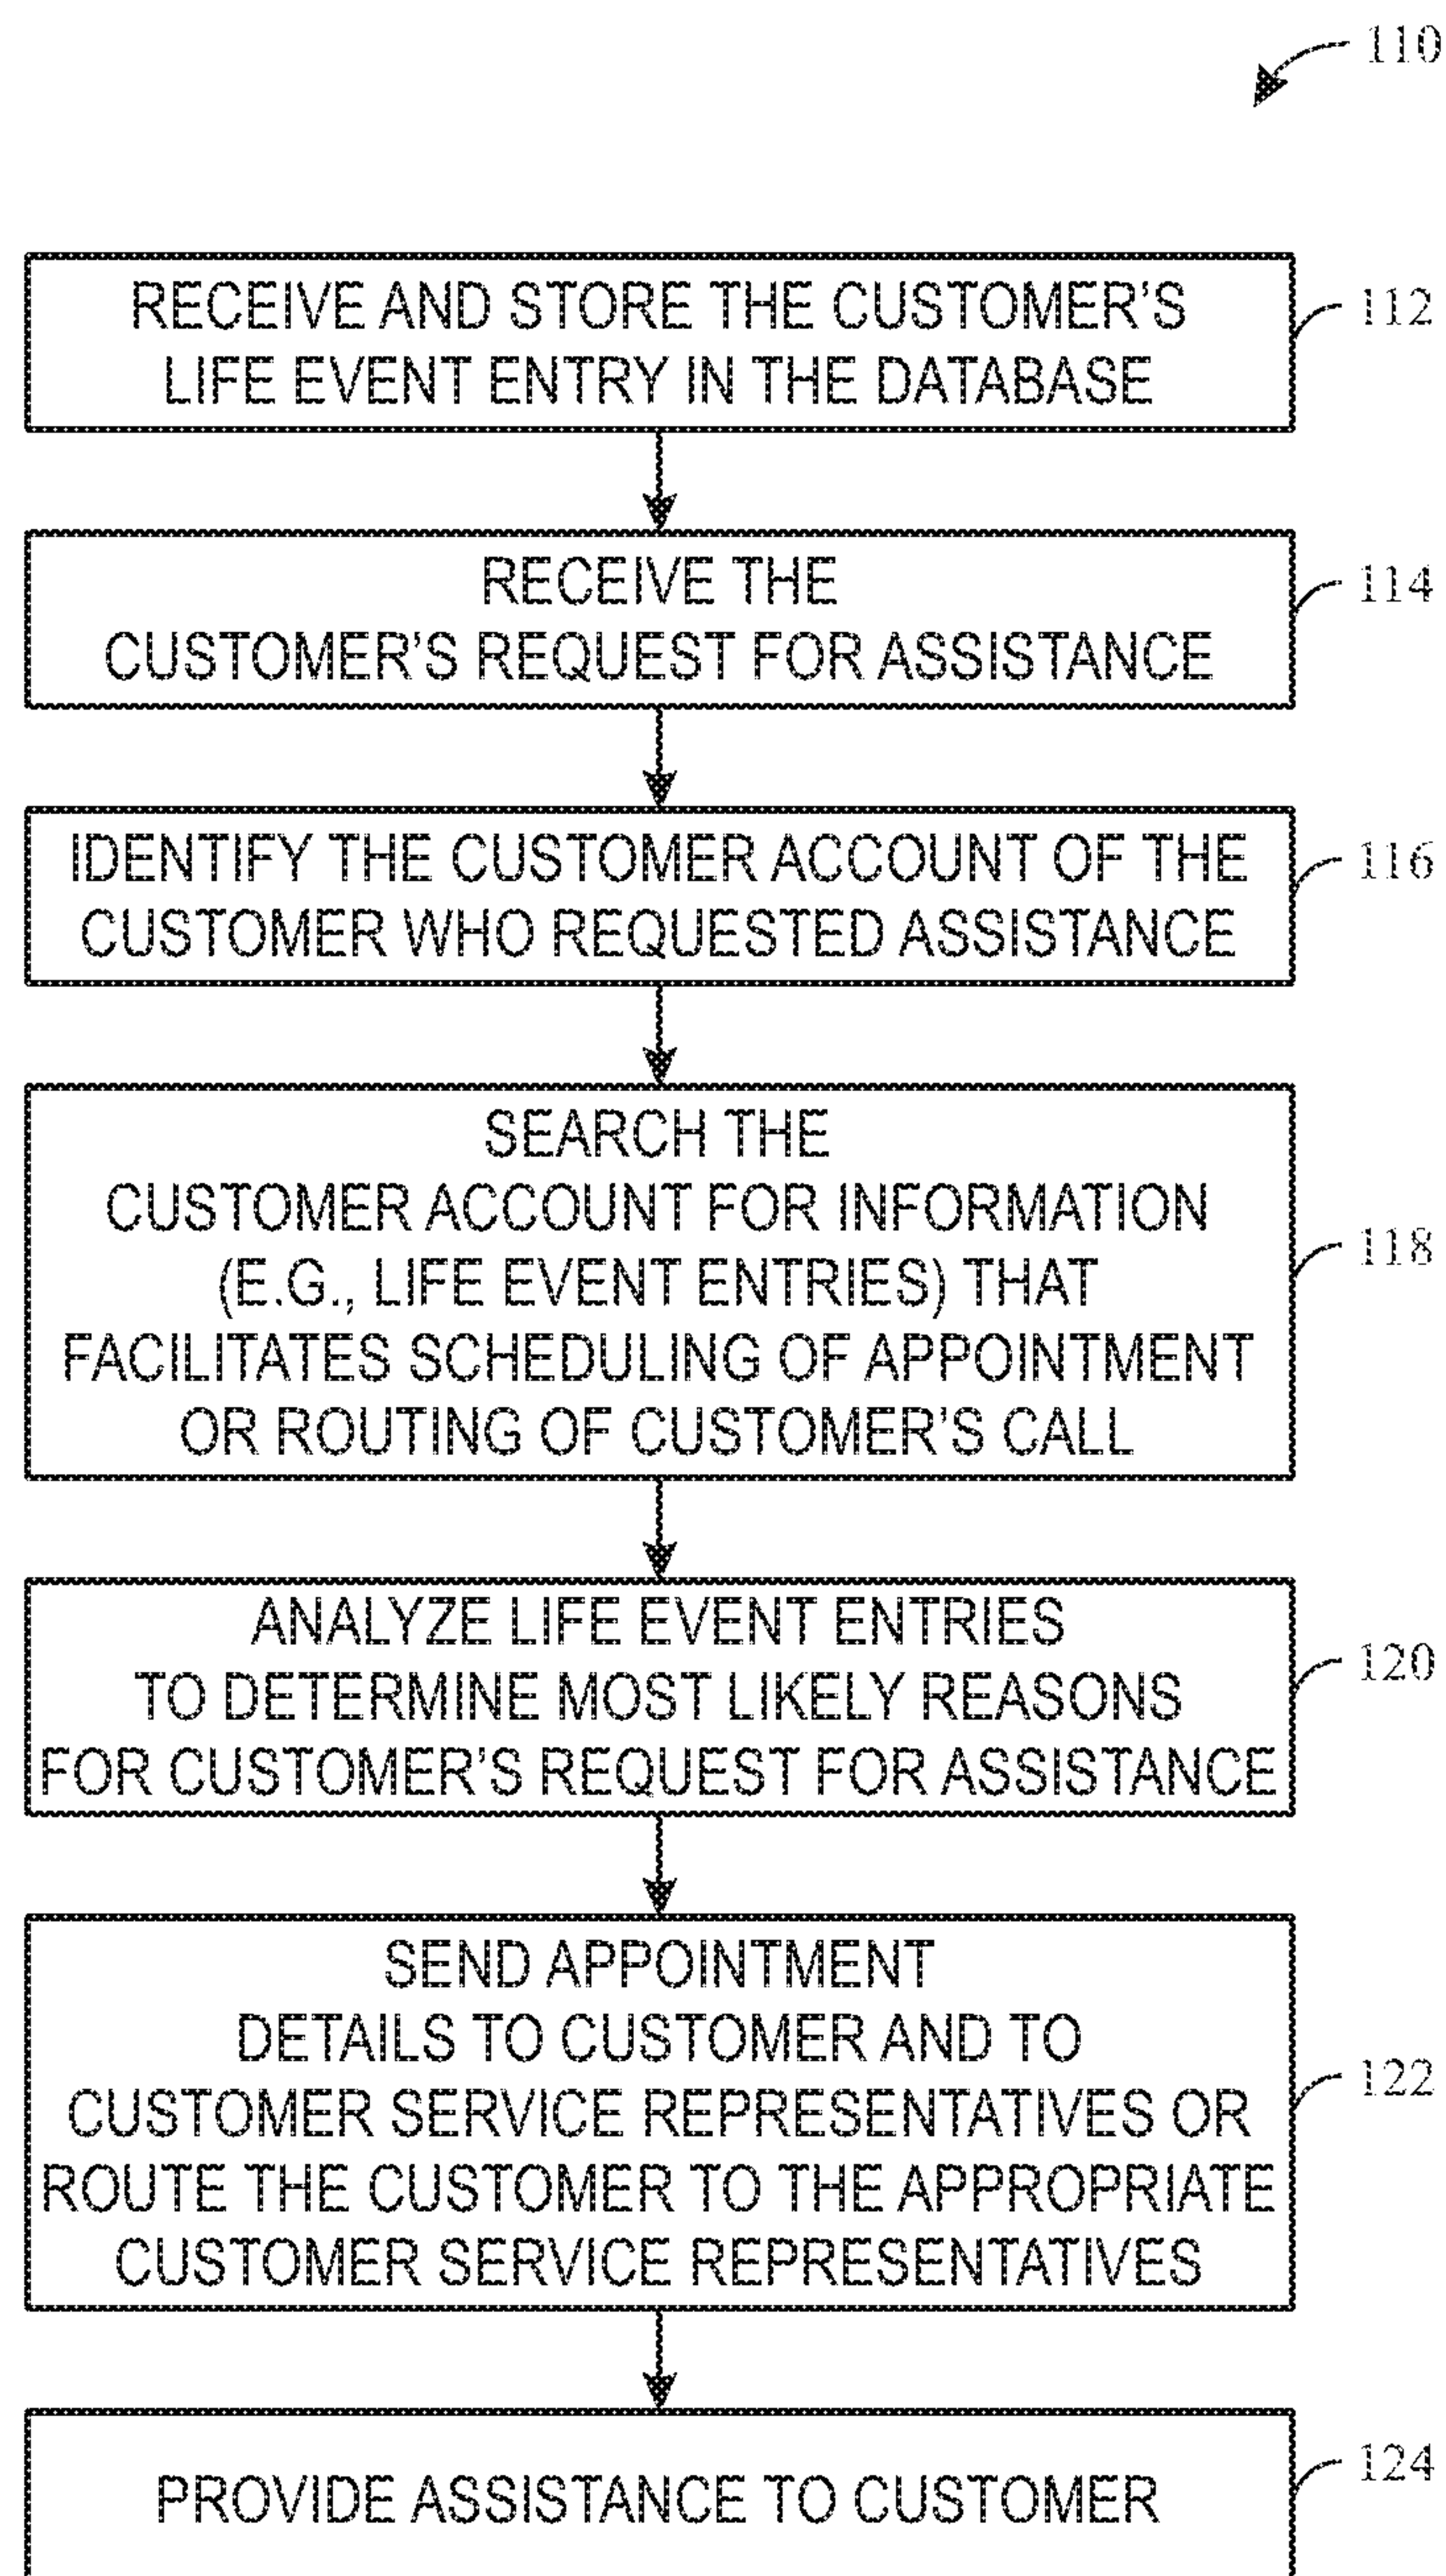 110
RECEIVE AND STORE THE CUSTOMER'S
LIFE EVENT ENTRY IN THE DATABASE
112
RECEIVE THE
CUSTOMER'S REQUEST FOR ASSISTANCE
114
IDENTIFY THE CUSTOMER ACCOUNT OF THE
CUSTOMER WHO REQUESTED ASSISTANCE
116
SEARCH THE
CUSTOMER ACCOUNT FOR INFORMATION
(E.G., LIFE EVENT ENTRIES) THAT
FACILITATES SCHEDULING OF APPOINTMENT
OR ROUTING OF CUSTOMER'S CALL
118
ANALYZE LIFE EVENT ENTRIES
TO DETERMINE MOST LIKELY REASONS
FOR CUSTOMER'S REQUEST FOR ASSISTANCE
120
SEND APPOINTMENT
DETAILS TO CUSTOMER AND TO
CUSTOMER SERVICE REPRESENTATIVES OR
ROUTE THE CUSTOMER TO THE APPROPRIATE
CUSTOMER SERVICE REPRESENTATIVES
122
PROVIDE ASSISTANCE TO CUSTOMER
124